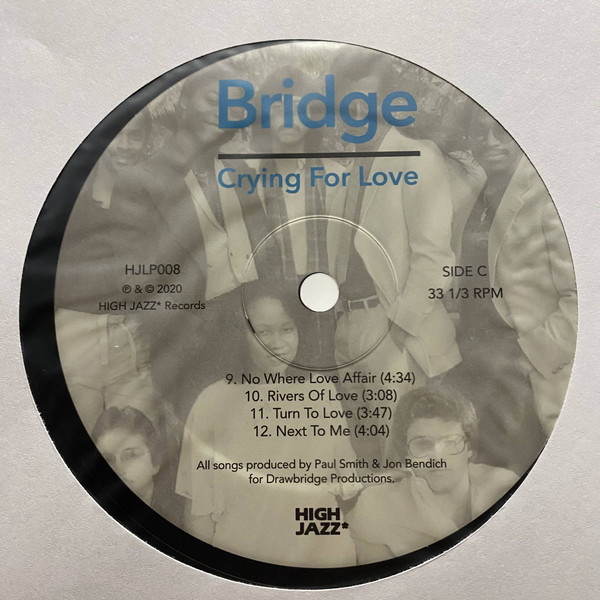 Bridge
Crying For Love
HJLP008
℗ & © 2020
HIGH JAZZ* Records
SIDE C
33 1/3 RPM
9. No Where Love Affair (4:34)
10. Rivers Of Love (3:08)
11. Turn To Love (3:47)
12. Next To Me (4:04)
All songs produced by Paul Smith & Jon Bendich
for Drawbridge Productions.
HIGH
JAZZ*